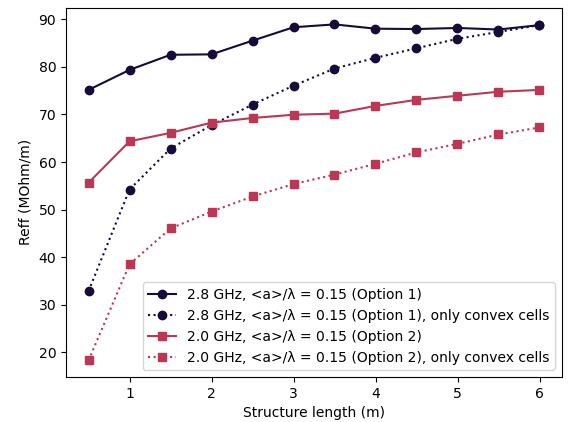 90
80
70
60
50
40
30
20
Reff (MOhm/m)
2.8 GHz, <a>/λ = 0.15 (Option 1)
2.8 GHz, <a>/λ = 0.15 (Option 1), only convex cells
2.0 GHz, <a>/λ = 0.15 (Option 2)
2.0 GHz, <a>/λ = 0.15 (Option 2), only convex cells
1 2 3 4 5 6
Structure length (m)